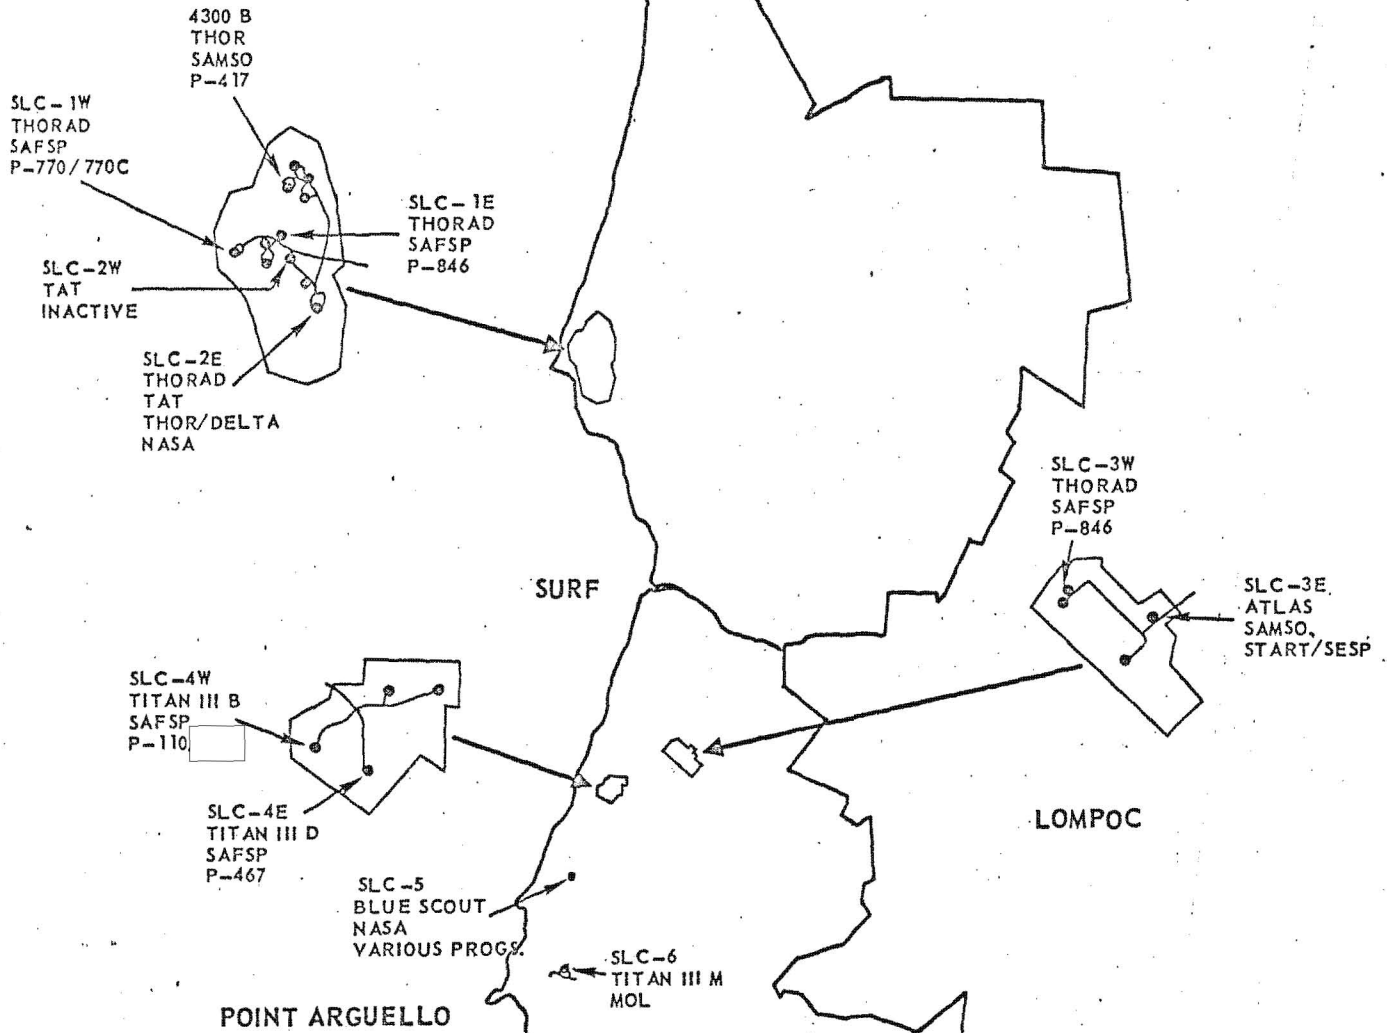 4300 B
THOR
SAMSO
P-417
SLC-1W
THORAD
SAFSP
P-770/770C
SLC-1E
THORAD
SAFSP
P-846
SLC-2W
TAT
INACTIVE
SLC-2E
THORAD
TAT
THOR/DELTA
NASA
SLC-3W
THORAD
SAFSP
P-846
SURF
SLC-3E
ATLAS
SAMSO
START/SESP
SLC-4W
TITAN III B
SAFSP
P-110
SLC-4E
TITAN III D
SAFSP
P-467
LOMPOC
SLC-5
BLUE SCOUT
NASA
VARIOUS PROGS.
SLC-6
TITAN III M
MOL
POINT ARGUELLO